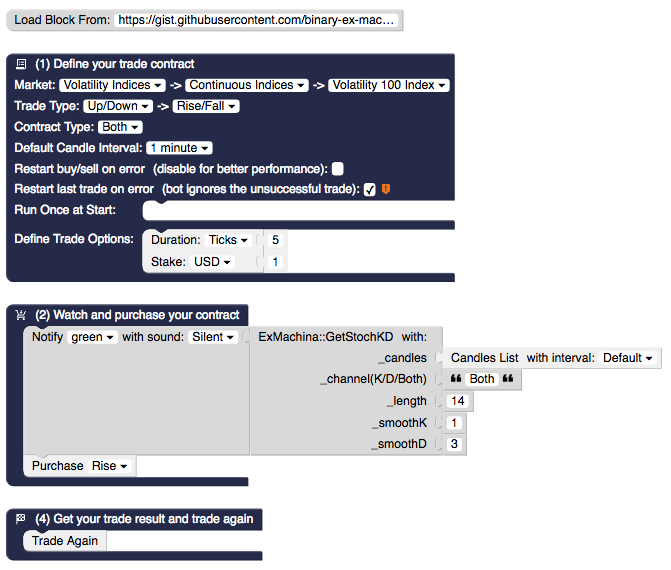 Load Block From: https://gist.githubusercontent.com/binary-ex-mac...
(1) Define your trade contract
Market: Volatility Indices -> Continuous Indices -> Volatility 100 Index
Trade Type: Up/Down -> Rise/Fall
Contract Type: Both
Default Candle Interval: 1 minute
Restart buy/sell on error (disable for better performance):
Restart last trade on error (bot ignores the unsuccessful trade):
Run Once at Start:
Define Trade Options: Duration: Ticks 5
Stake: USD 1
(2) Watch and purchase your contract
Notify green with sound: Silent ExMachina::GetStochKD with:
_candles Candles List with interval: Default
_channel(K/D/Both) “ Both ”
_length 14
_smoothK 1
_smoothD 3
Purchase Rise
(4) Get your trade result and trade again
Trade Again